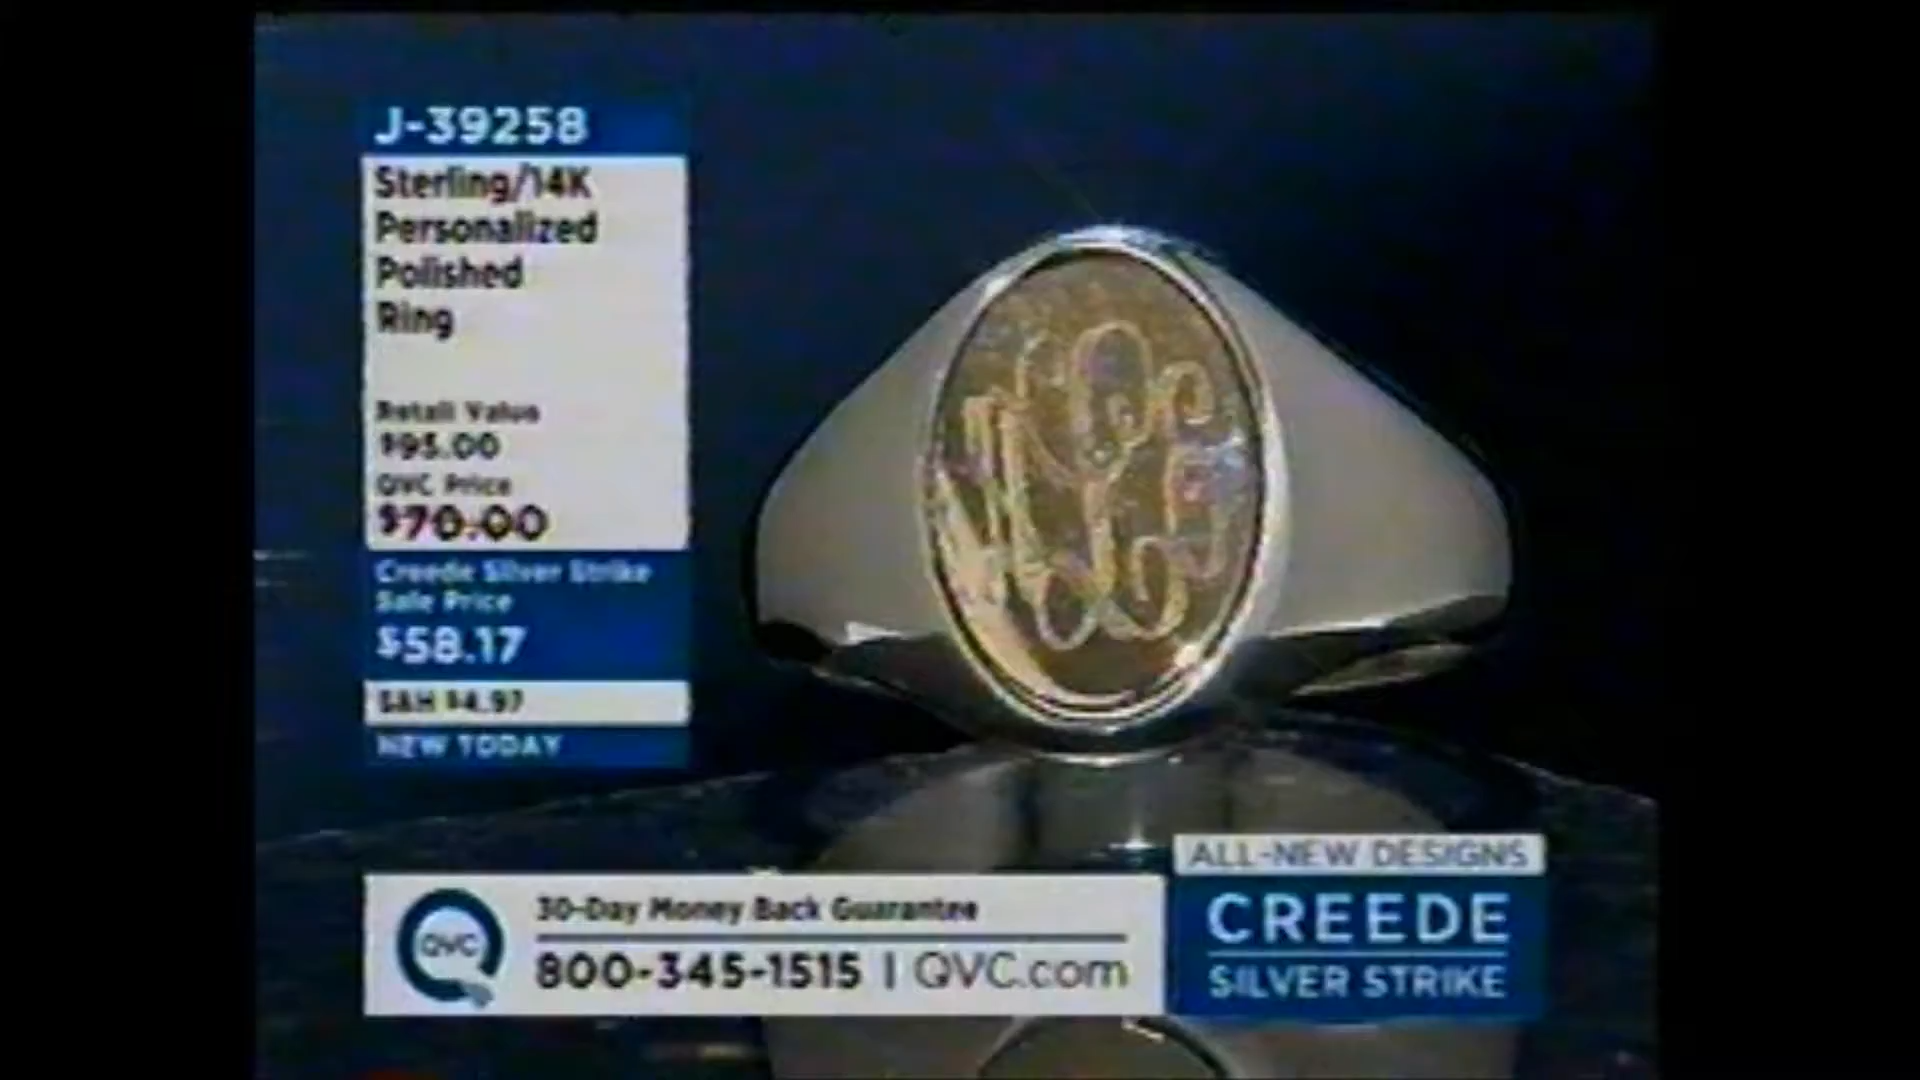 J-39258
Sterling/14K
Personalized
Polished
Ring
Retail Value
$95.00
QVC Price
$70.00
Creede Silver Strike
Sale Price
$58.17
S&H $4.97
NEW TODAY
ALL-NEW DESIGNS
CREEDE
SILVER STRIKE
QVC
30-Day Money Back Guarantee
800-345-1515 | QVC.com